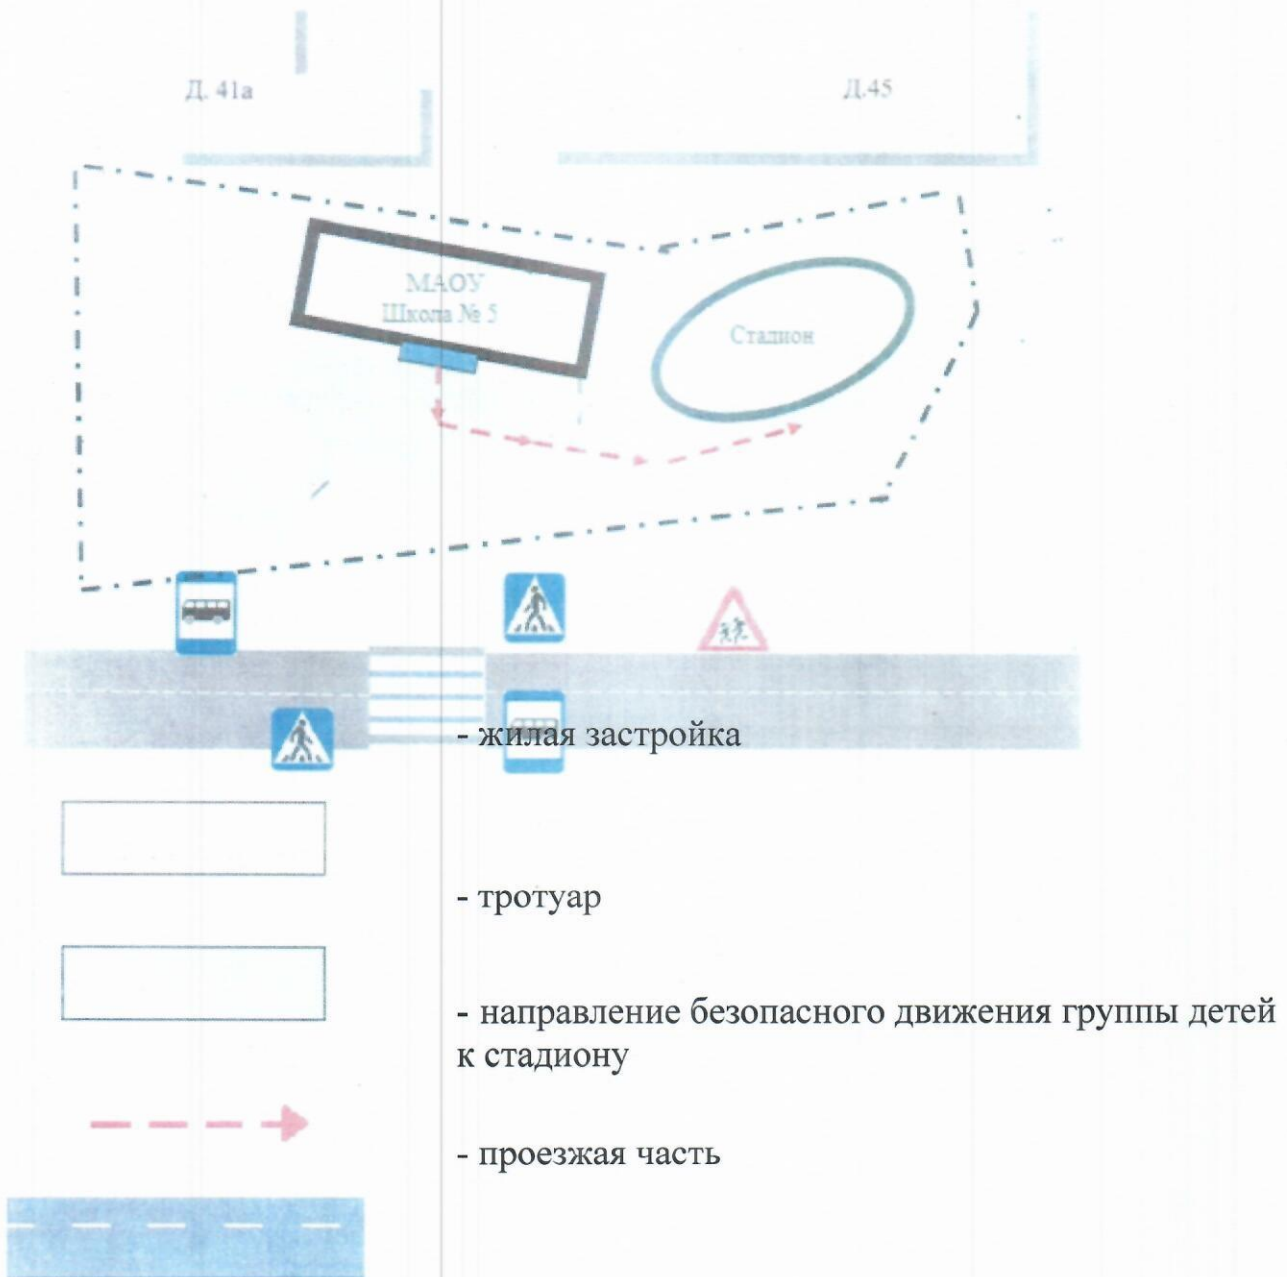 Д. 41а
Д.45
МАОУ
Школа № 5
Стадион
- жилая застройка
- тротуар
- направление безопасного движения группы детей
к стадиону
- проезжая часть